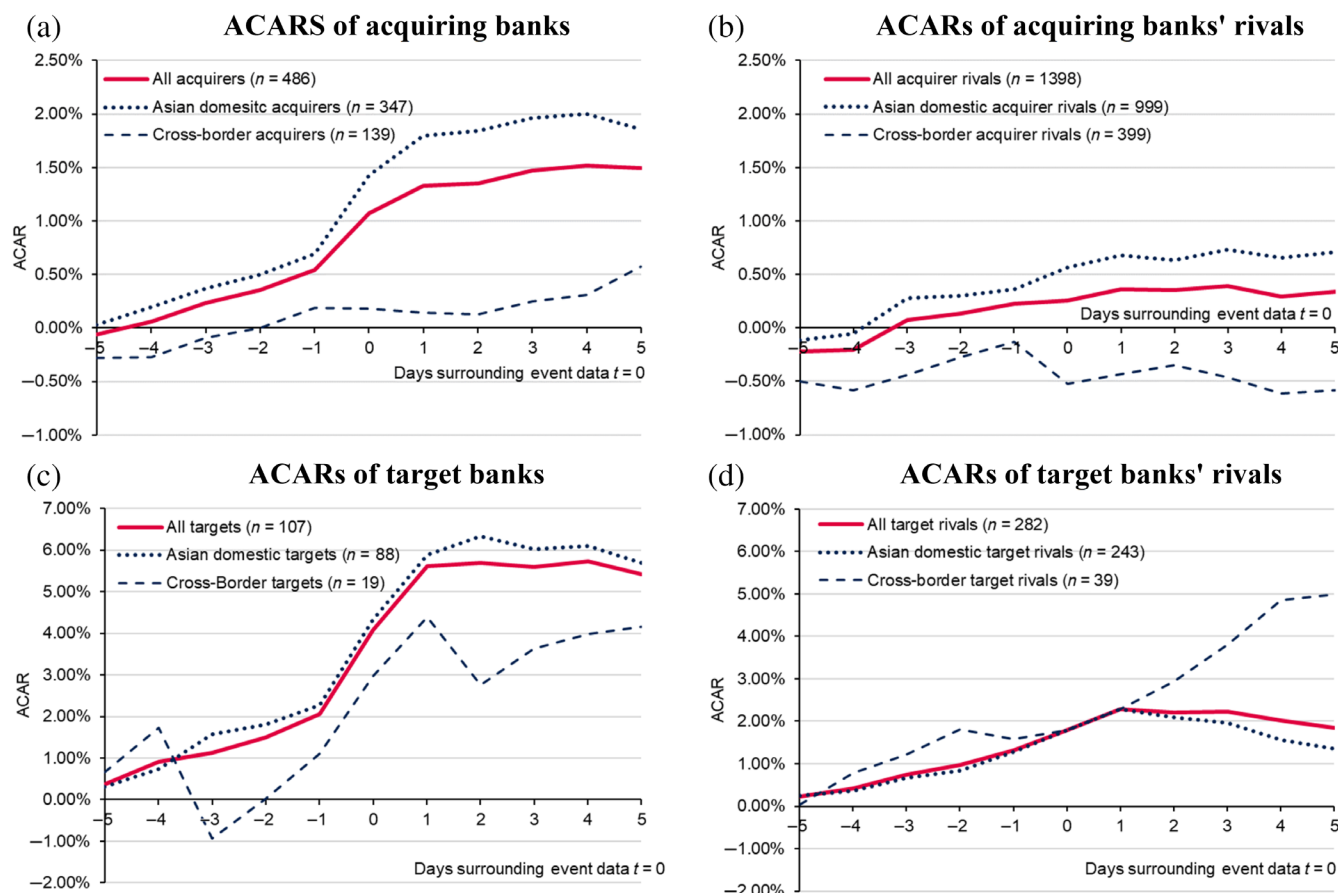 (a) ACARS of acquiring banks
2.50%
All acquirers (n = 486)
Asian domesitc acquirers (n = 347)
2.00%
Cross-border acquirers (n = 139)
1.50%
1.00%
ACAR
0.50%
0.00%
–5 –4 –3 –2 –1 0 1 2 3 4 5
Days surrounding event data t = 0
–0.50%
–1.00%
(b) ACARs of acquiring banks' rivals
2.50%
All acquirer rivals (n = 1398)
Asian domestic acquirer rivals (n = 999)
2.00%
Cross-border acquirer rivals (n = 399)
1.50%
1.00%
ACAR
0.50%
Days surrounding event data t = 0
0.00%
–5 –4 –3 –2 –1 0 1 2 3 4 5
–0.50%
–1.00%
(c) ACARs of target banks
7.00%
All targets (n = 107)
6.00%
Asian domestic targets (n = 88)
Cross-Border targets (n = 19)
5.00%
4.00%
3.00%
ACAR
2.00%
1.00%
0.00%
–5 –4 –3 –2 –1 0 1 2 3 4 5
–1.00%
Days surrounding event data t = 0
–2.00%
(d) ACARs of target banks' rivals
7.00%
All target rivals (n = 282)
6.00%
Asian domestic target rivals (n = 243)
Cross-border target rivals (n = 39)
5.00%
4.00%
3.00%
ACAR
2.00%
1.00%
0.00%
–5 –4 –3 –2 –1 0 1 2 3 4 5
–1.00%
Days surrounding event data t = 0
–2.00%